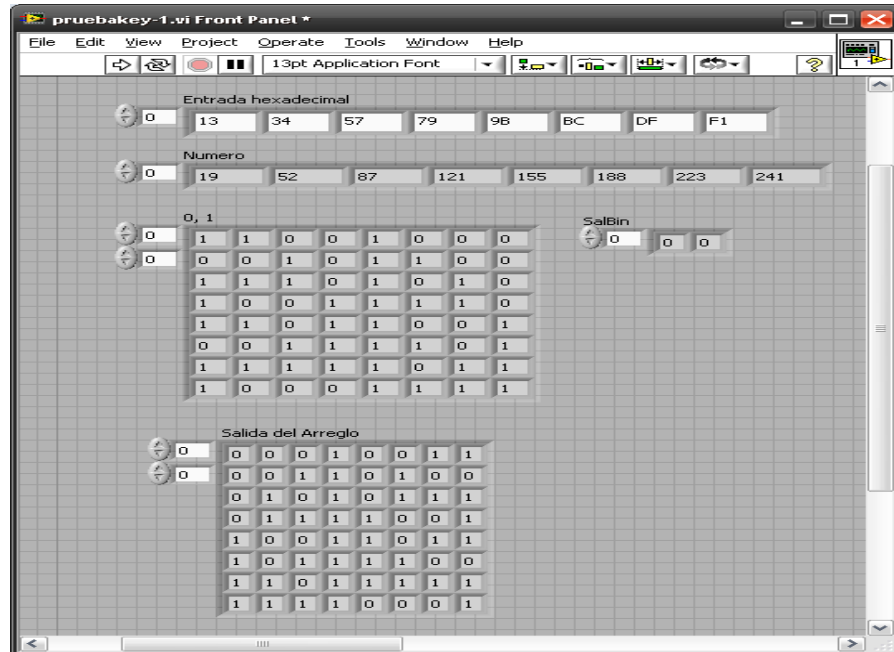 pruebakey-1.vi Front Panel *
File Edit View Project Operate Tools Window Help
13pt Application Font
1
Entrada hexadecimal
0 13 34 57 79 9B BC DF F1
Numero
0 19 52 87 121 155 188 223 241
0, 1
SalBin
0 1 1 0 0 1 0 0 0 0 0 0
0 0 0 1 0 1 1 0 0
1 1 1 0 1 0 1 0
1 0 0 1 1 1 1 0
1 1 0 1 1 0 0 1
0 0 1 1 1 1 0 1
1 1 1 1 1 0 1 1
1 0 0 0 1 1 1 1
Salida del Arreglo
0 0 0 0 1 0 0 1 1
0 0 0 1 1 0 1 0 0
0 1 0 1 0 1 1 1
0 1 1 1 1 0 0 1
1 0 0 1 1 0 1 1
1 0 1 1 1 1 0 0
1 1 0 1 1 1 1 1
1 1 1 1 0 0 0 1